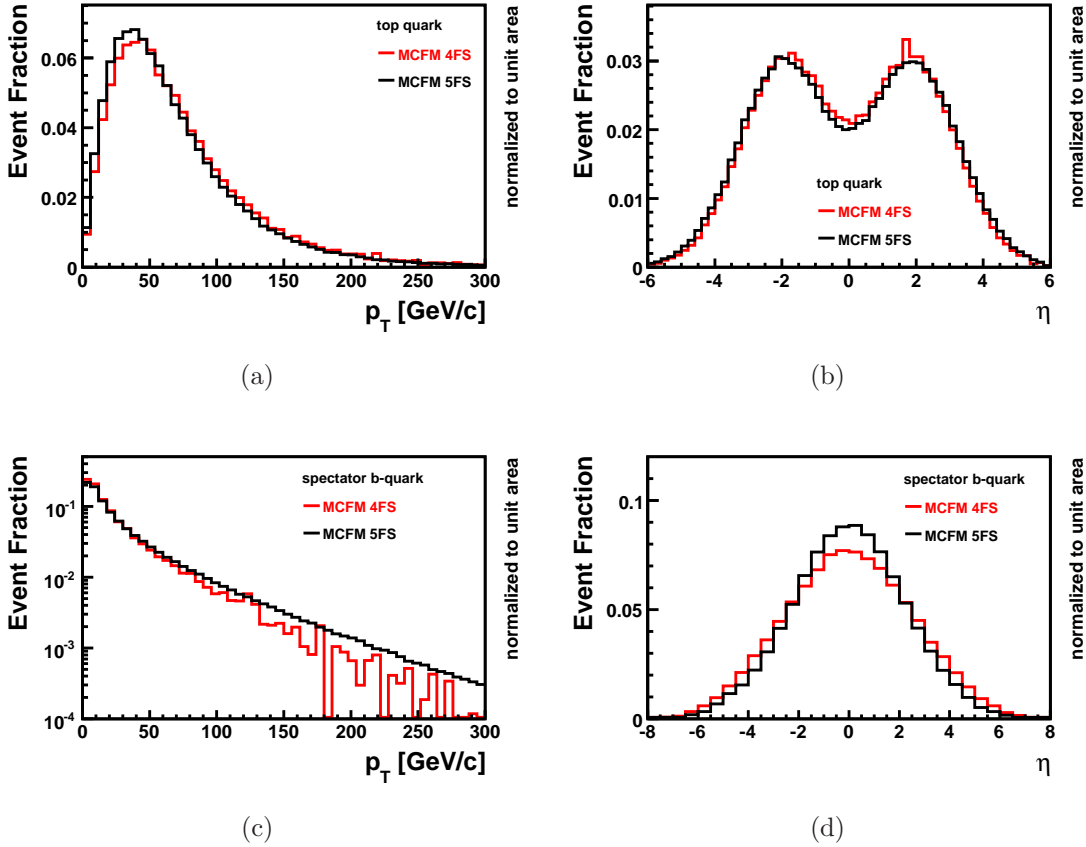 Event Fraction
0.06
0.04
0.02
0
top quark
MCFM 4FS
MCFM 5FS
0 50 100 150 200 250 300
p_T [GeV/c]
normalized to unit area
(a)
Event Fraction
0.03
0.02
0.01
0
top quark
MCFM 4FS
MCFM 5FS
-6 -4 -2 0 2 4 6
η
normalized to unit area
(b)
Event Fraction
10^-1
10^-2
10^-3
10^-4
spectator b-quark
MCFM 4FS
MCFM 5FS
0 50 100 150 200 250 300
p_T [GeV/c]
normalized to unit area
(c)
Event Fraction
0.1
0.05
0
spectator b-quark
MCFM 4FS
MCFM 5FS
-8 -6 -4 -2 0 2 4 6 8
η
normalized to unit area
(d)